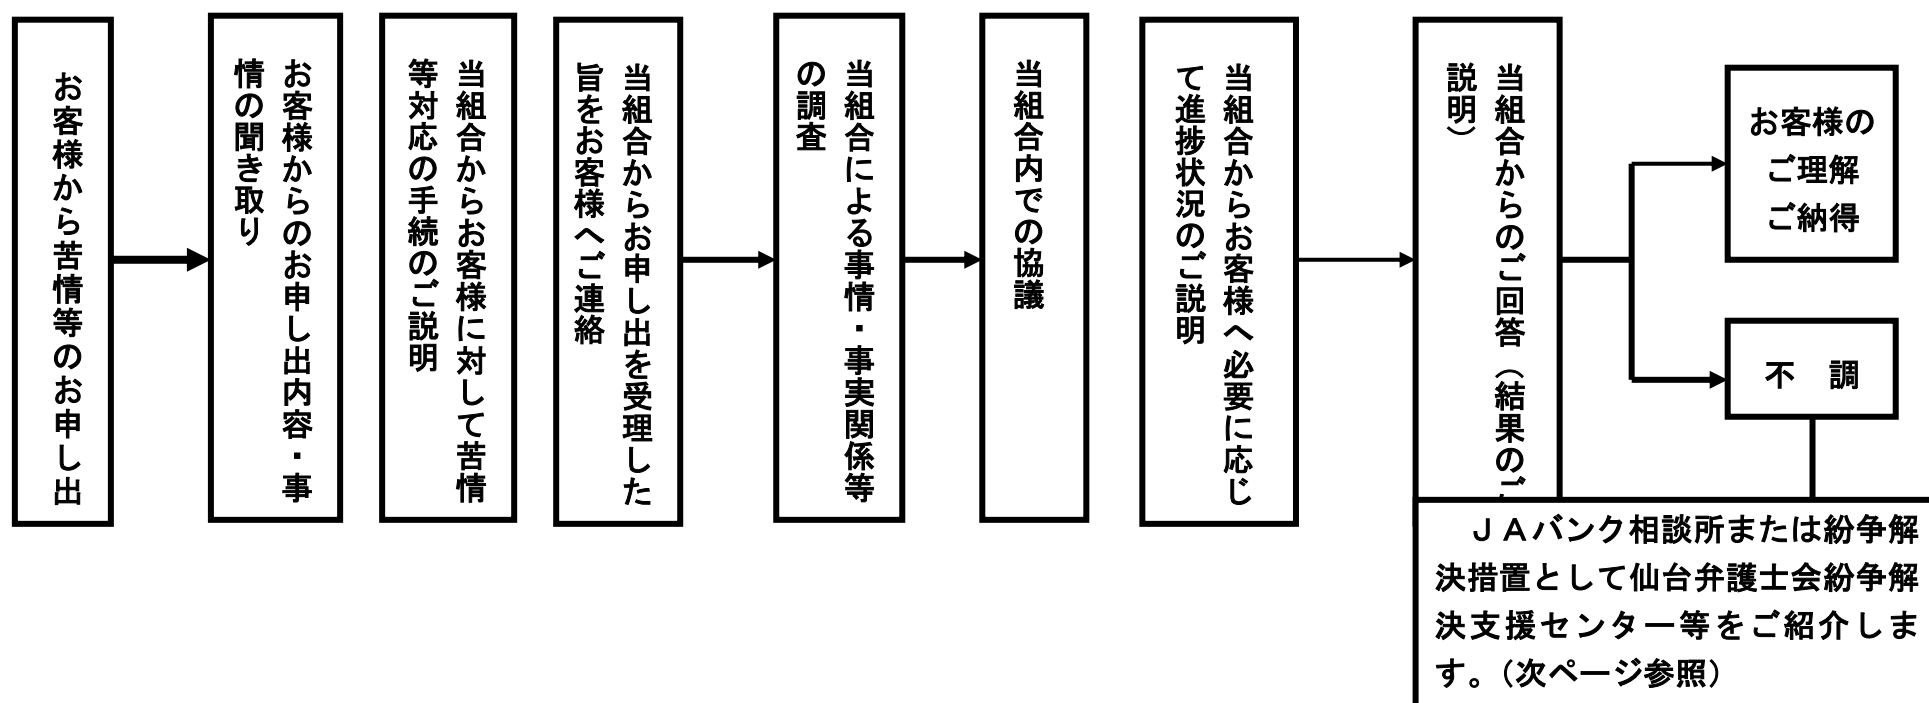 お客様から苦情等のお申し出
お客様からのお申し出内容・事
情の聞き取り
当組合からお客様に対して苦情
等対応の手続のご説明
当組合からお申し出を受理した
旨をお客様へご連絡
当組合による事情・事実関係等
の調査
当組合内での協議
当組合からお客様へ必要に応じ
て進捗状況のご説明
当組合からのご回答（結果のご
説明）
お客様の
ご理解
ご納得
不　調
ＪＡバンク相談所または紛争解
決措置として仙台弁護士会紛争解
決支援センター等をご紹介しま
す。（次ページ参照）